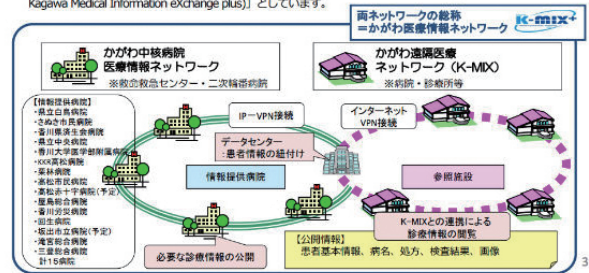 Kagawa Medical Information eXchange plus)」としています。
両ネットワークの総称
＝かがわ医療情報ネットワーク
K-MIX+
かがわ中核病院
医療情報ネットワーク
※救命救急センター・二次輪番病院
かがわ遠隔医療
ネットワーク（K-MIX）
※病院・診療所等
【情報提供病院】
・県立白鳥病院
・さぬき市民病院
・香川県済生会病院
・県立中央病院
・香川大学医学部附属病院
・KKR高松病院
・栗林病院
・高松市民病院
・高松赤十字病院(予定)
・屋島総合病院
・香川労災病院
・回生病院
・坂出市立病院(予定)
・滝宮総合病院
・三豊総合病院
計15病院
IP－VPN接続
インターネット
VPN接続
データセンター
：患者情報の紐付け
情報提供病院
参照施設
K-MIXとの連携による
診療情報の閲覧
必要な診療情報の公開
【公開情報】
患者基本情報、病名、処方、検査結果、画像
3